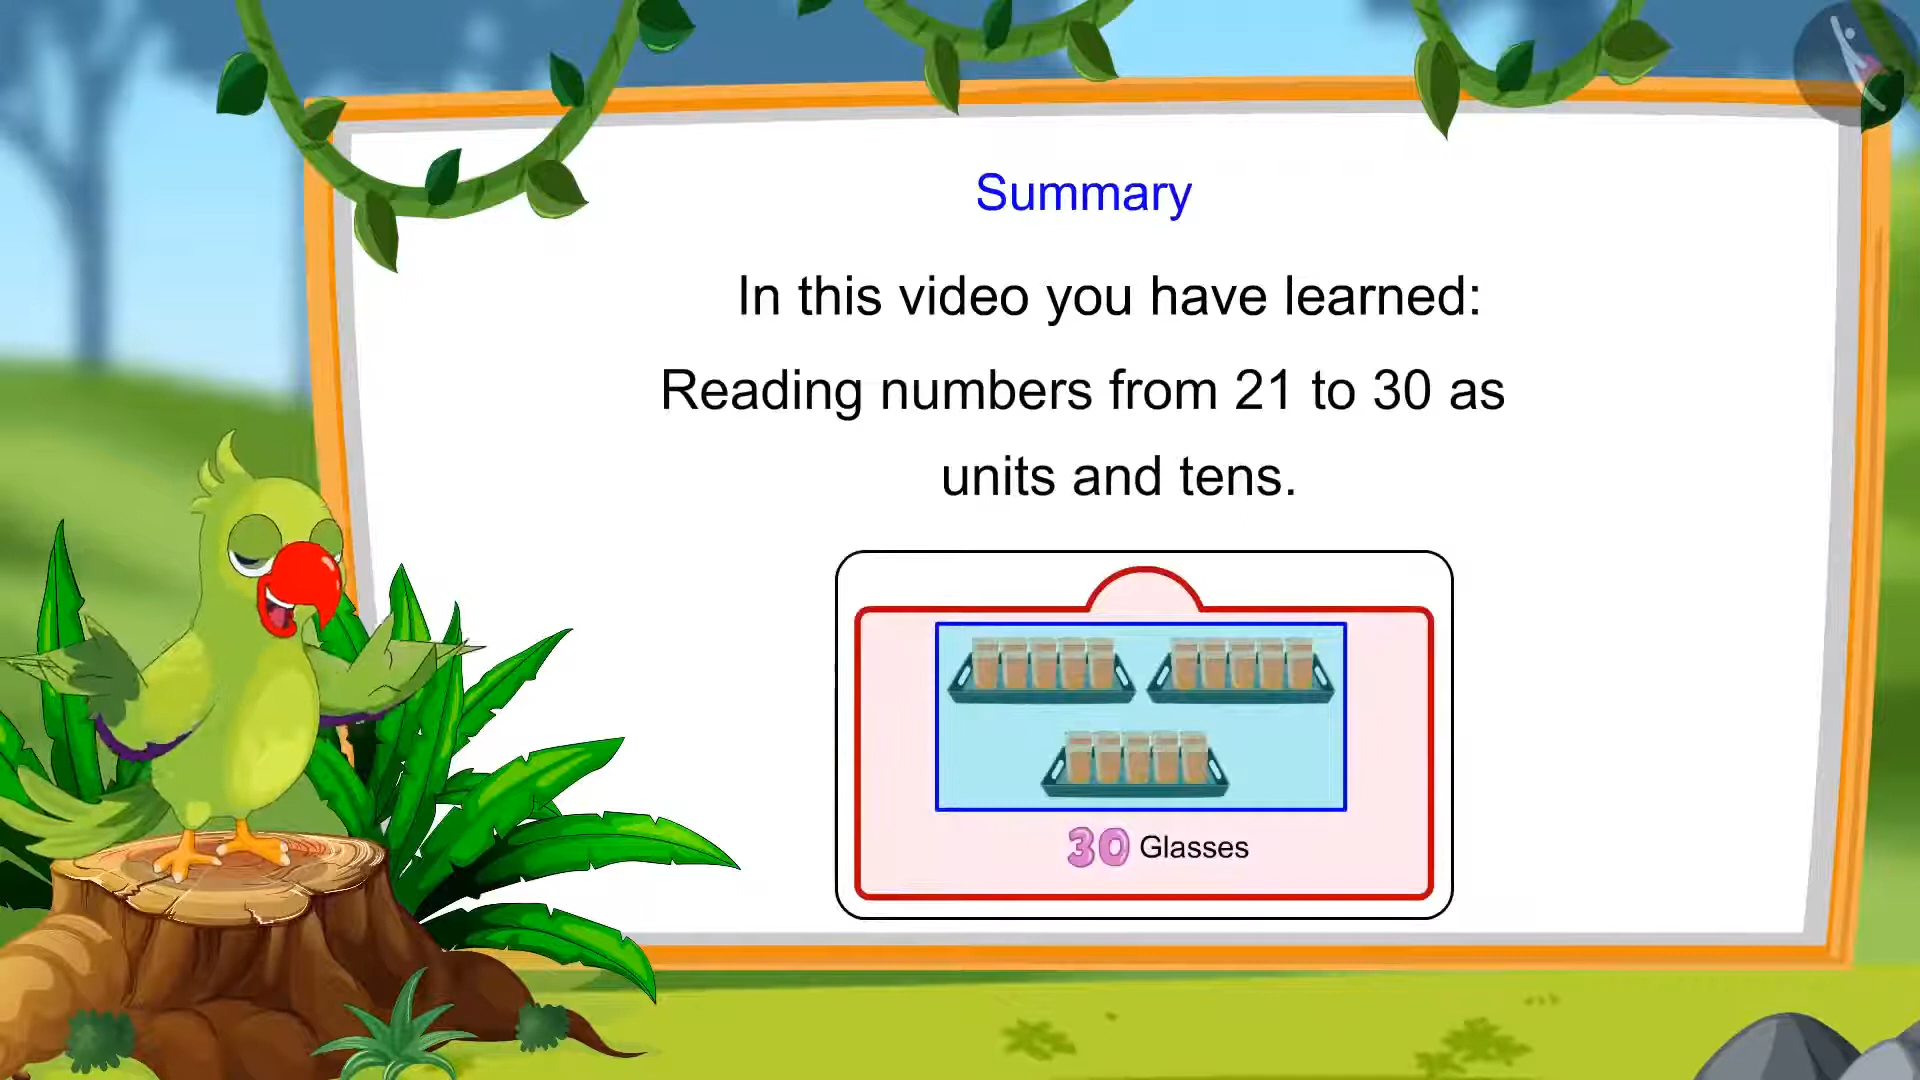 Summary
In this video you have learned:
Reading numbers from 21 to 30 as
units and tens.
30 Glasses